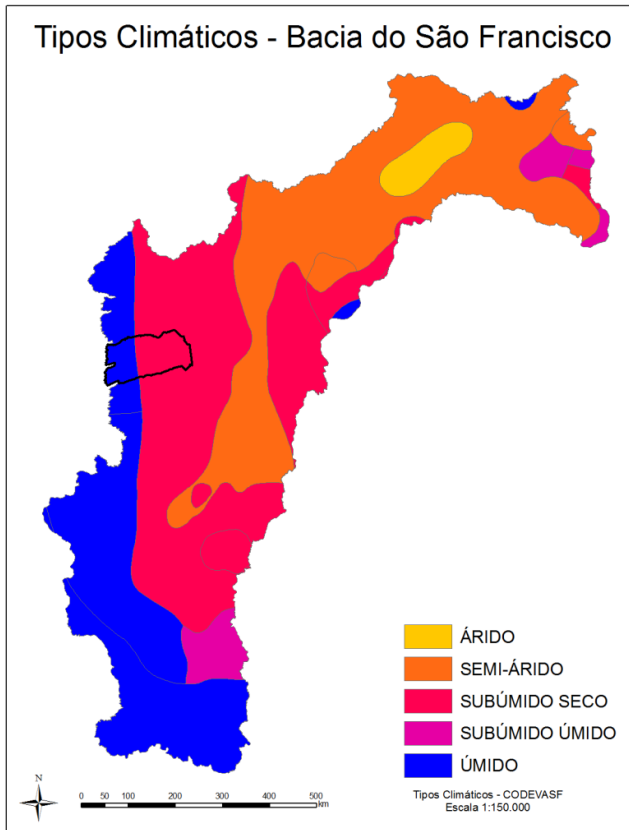 Tipos Climáticos - Bacia do São Francisco
ÁRIDO
SEMI-ÁRIDO
SUBÚMIDO SECO
SUBÚMIDO ÚMIDO
ÚMIDO
N
0 50 100 200 300 400 500
km
Tipos Climáticos - CODEVASF
Escala 1:150.000